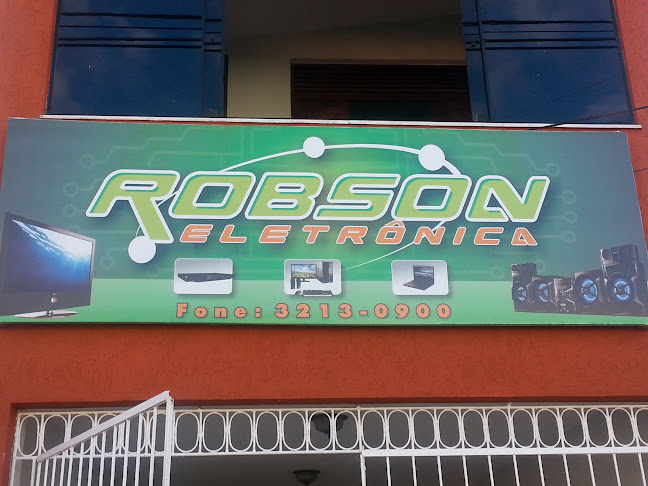 ROBSON
ELETRÔNICA
Fone: 3213-0900